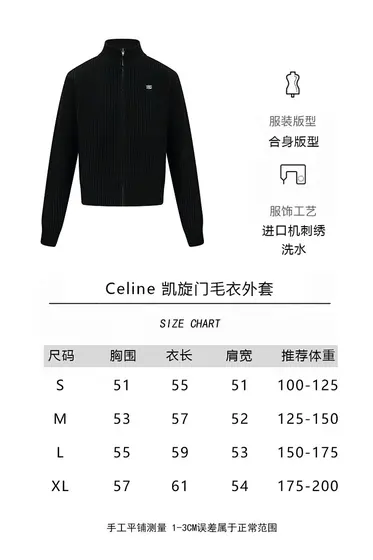 服装版型
合身版型
服饰工艺
进口机刺绣
洗水
Celine 凯旋门毛衣外套
SIZE CHART
尺码 胸围 衣长 肩宽 推荐体重
S 51 55 51 100-125
M 53 57 52 125-150
L 55 59 53 150-175
XL 57 61 54 175-200
手工平铺测量 1-3CM误差属于正常范围